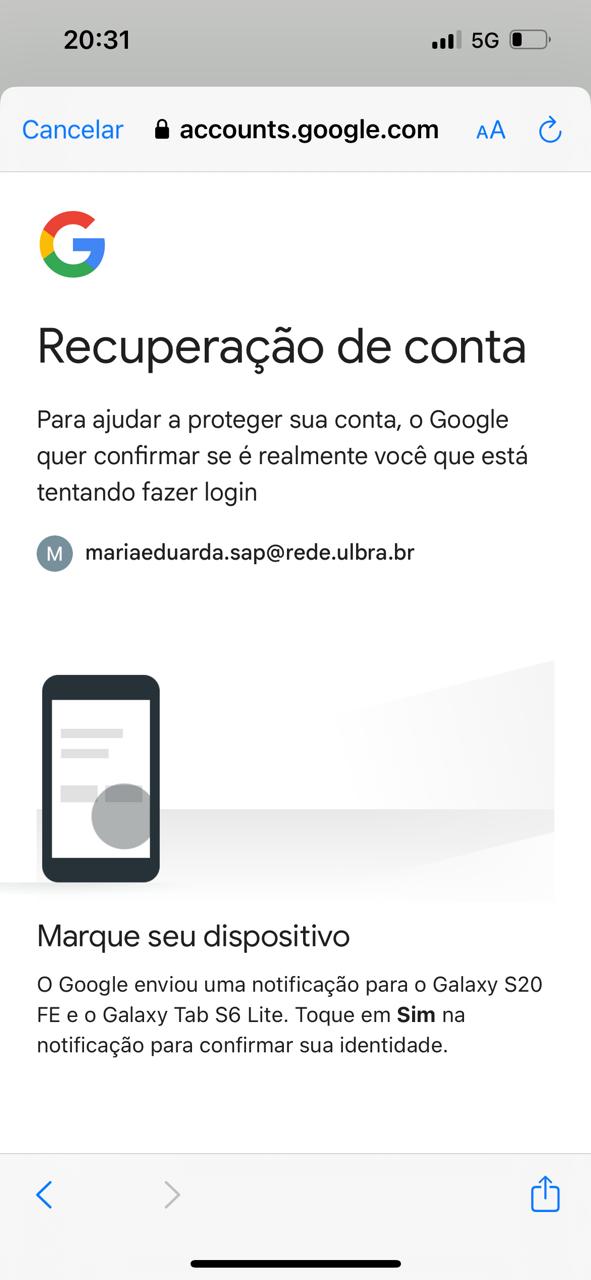 20:31
5G
Cancelar
accounts.google.com
AA
Recuperação de conta
Para ajudar a proteger sua conta, o Google
quer confirmar se é realmente você que está
tentando fazer login
M
mariaeduarda.sap@rede.ulbra.br
Marque seu dispositivo
O Google enviou uma notificação para o Galaxy S20
FE e o Galaxy Tab S6 Lite. Toque em Sim na
notificação para confirmar sua identidade.